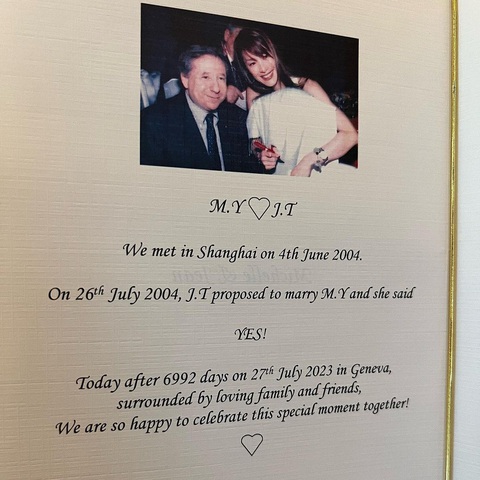 M.Y♡J.T
We met in Shanghai on 4th June 2004.
On 26th July 2004, J.T proposed to marry M.Y and she said
YES!
Today after 6992 days on 27th July 2023 in Geneva,
surrounded by loving family and friends,
We are so happy to celebrate this special moment together!
♡